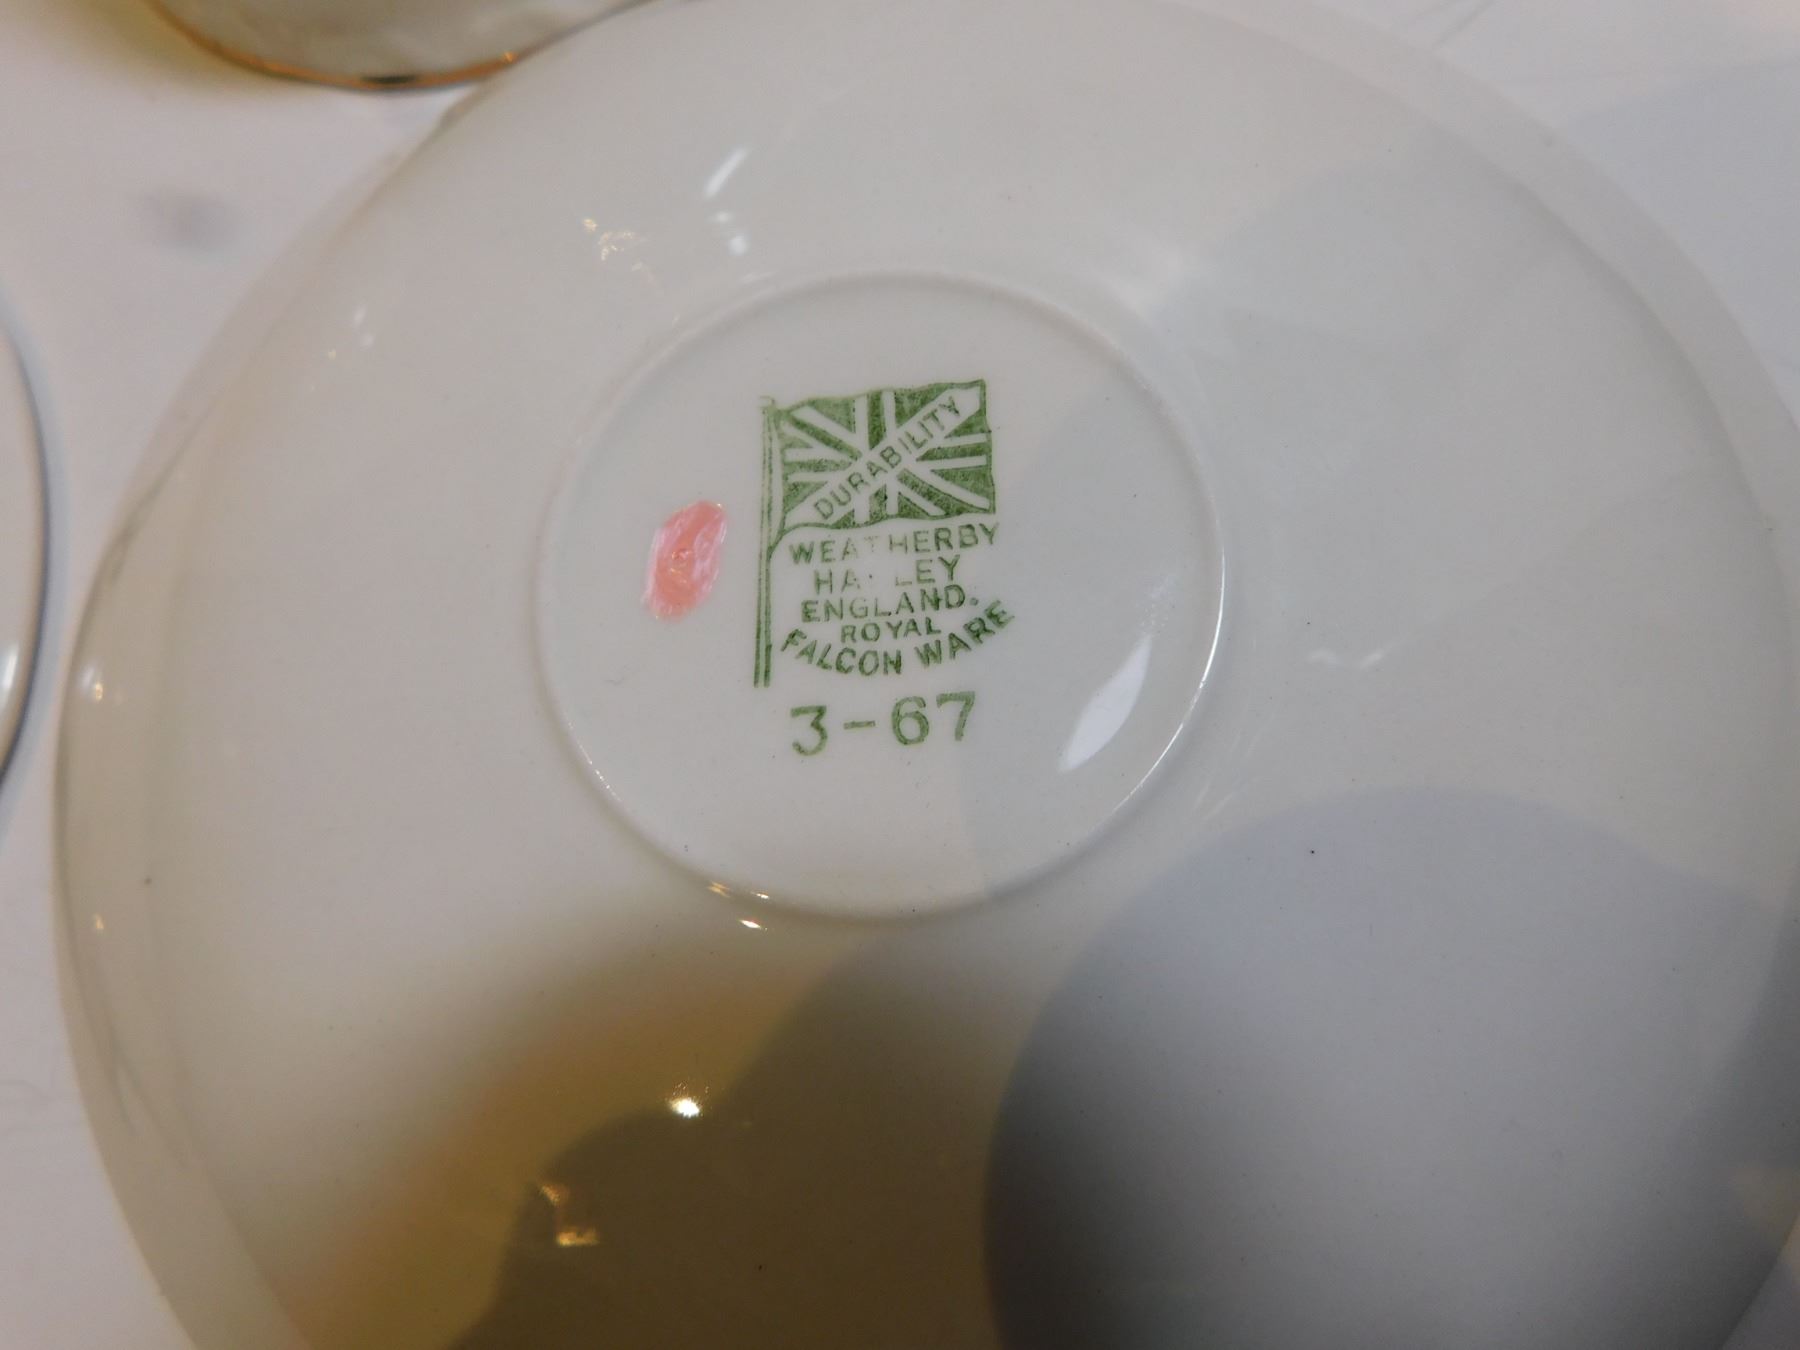 DURABILITY
WEATHERBY
HANLEY
ENGLAND.
ROYAL
FALCON WARE
3-67